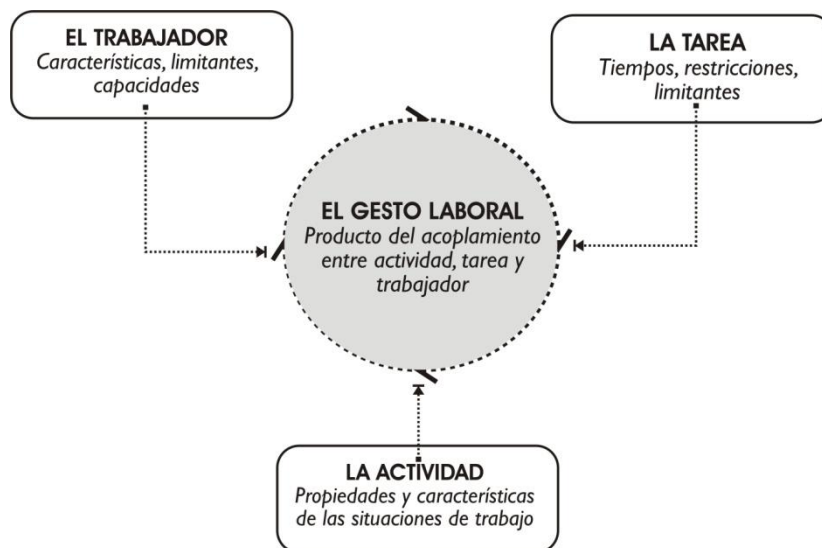 EL TRABAJADOR
Características, limitantes,
capacidades
LA TAREA
Tiempos, restricciones,
limitantes
EL GESTO LABORAL
Producto del acoplamiento
entre actividad, tarea y
trabajador
LA ACTIVIDAD
Propiedades y características
de las situaciones de trabajo